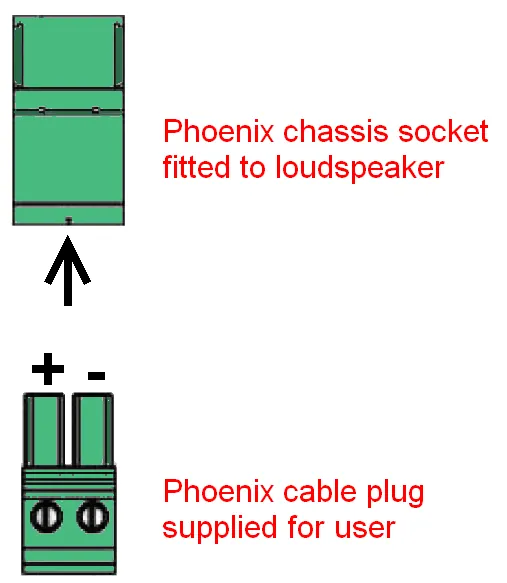 Phoenix chassis socket
fitted to loudspeaker
+ -
Phoenix cable plug
supplied for user